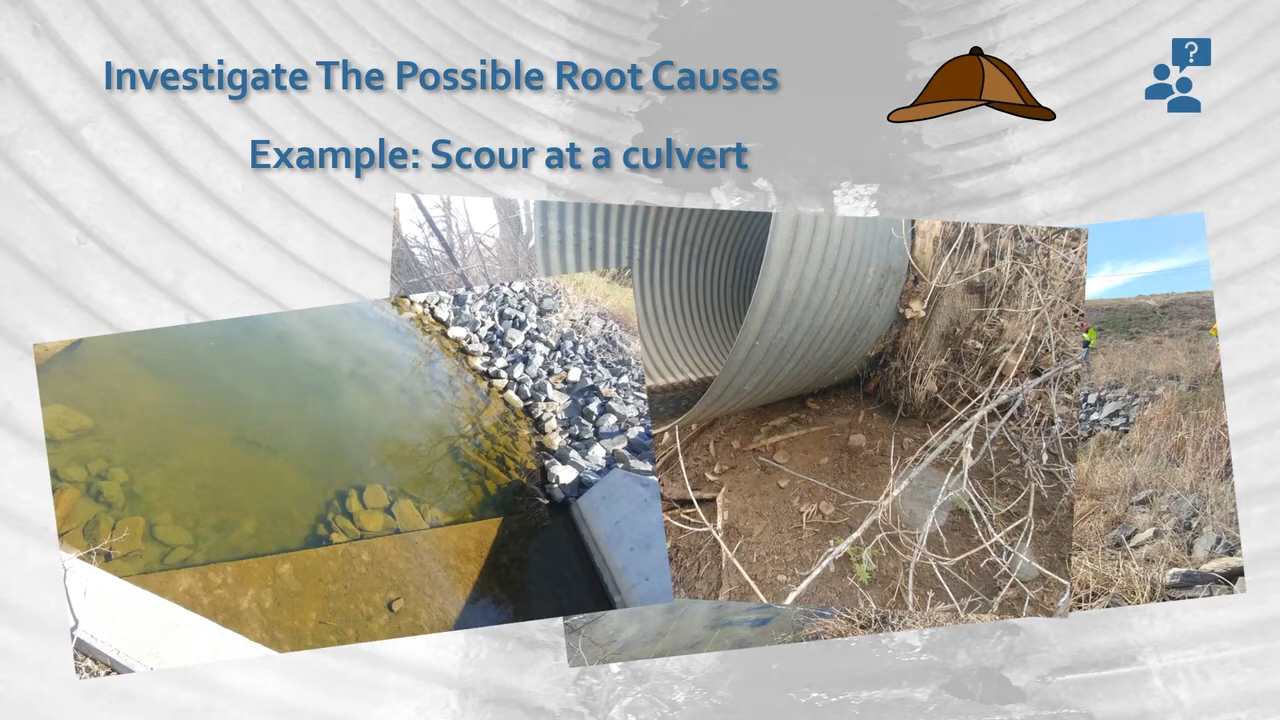 Investigate The Possible Root Causes
Example: Scour at a culvert
?